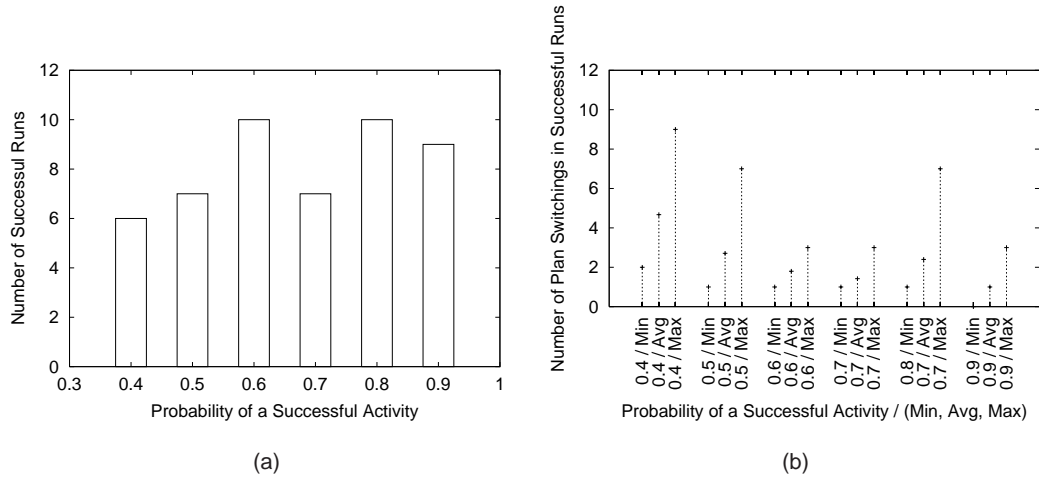 Number of Successul Runs
12
10
8
6
4
2
0
0.3
0.4
0.5
0.6
0.7
0.8
0.9
1
Probability of a Successful Activity
(a)
Number of Plan Switchings in Successful Runs
12
10
8
6
4
2
0
0.4 / Min
0.4 / Avg
0.4 / Max
0.5 / Min
0.5 / Avg
0.5 / Max
0.6 / Min
0.6 / Avg
0.6 / Max
0.7 / Min
0.7 / Avg
0.7 / Max
0.8 / Min
0.7 / Avg
0.7 / Max
0.9 / Min
0.9 / Avg
0.9 / Max
Probability of a Successful Activity / (Min, Avg, Max)
(b)